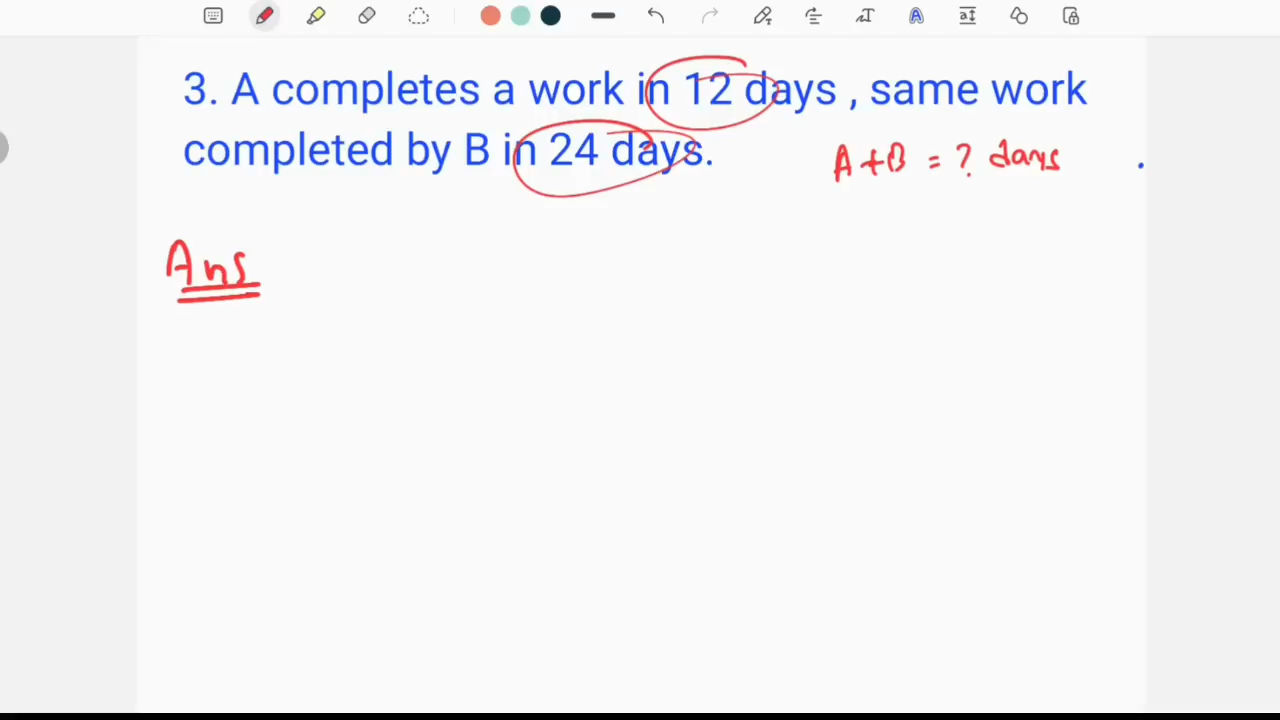 3. A completes a work in 12 days , same work
completed by B in 24 days.
A+B = ? days
Ans